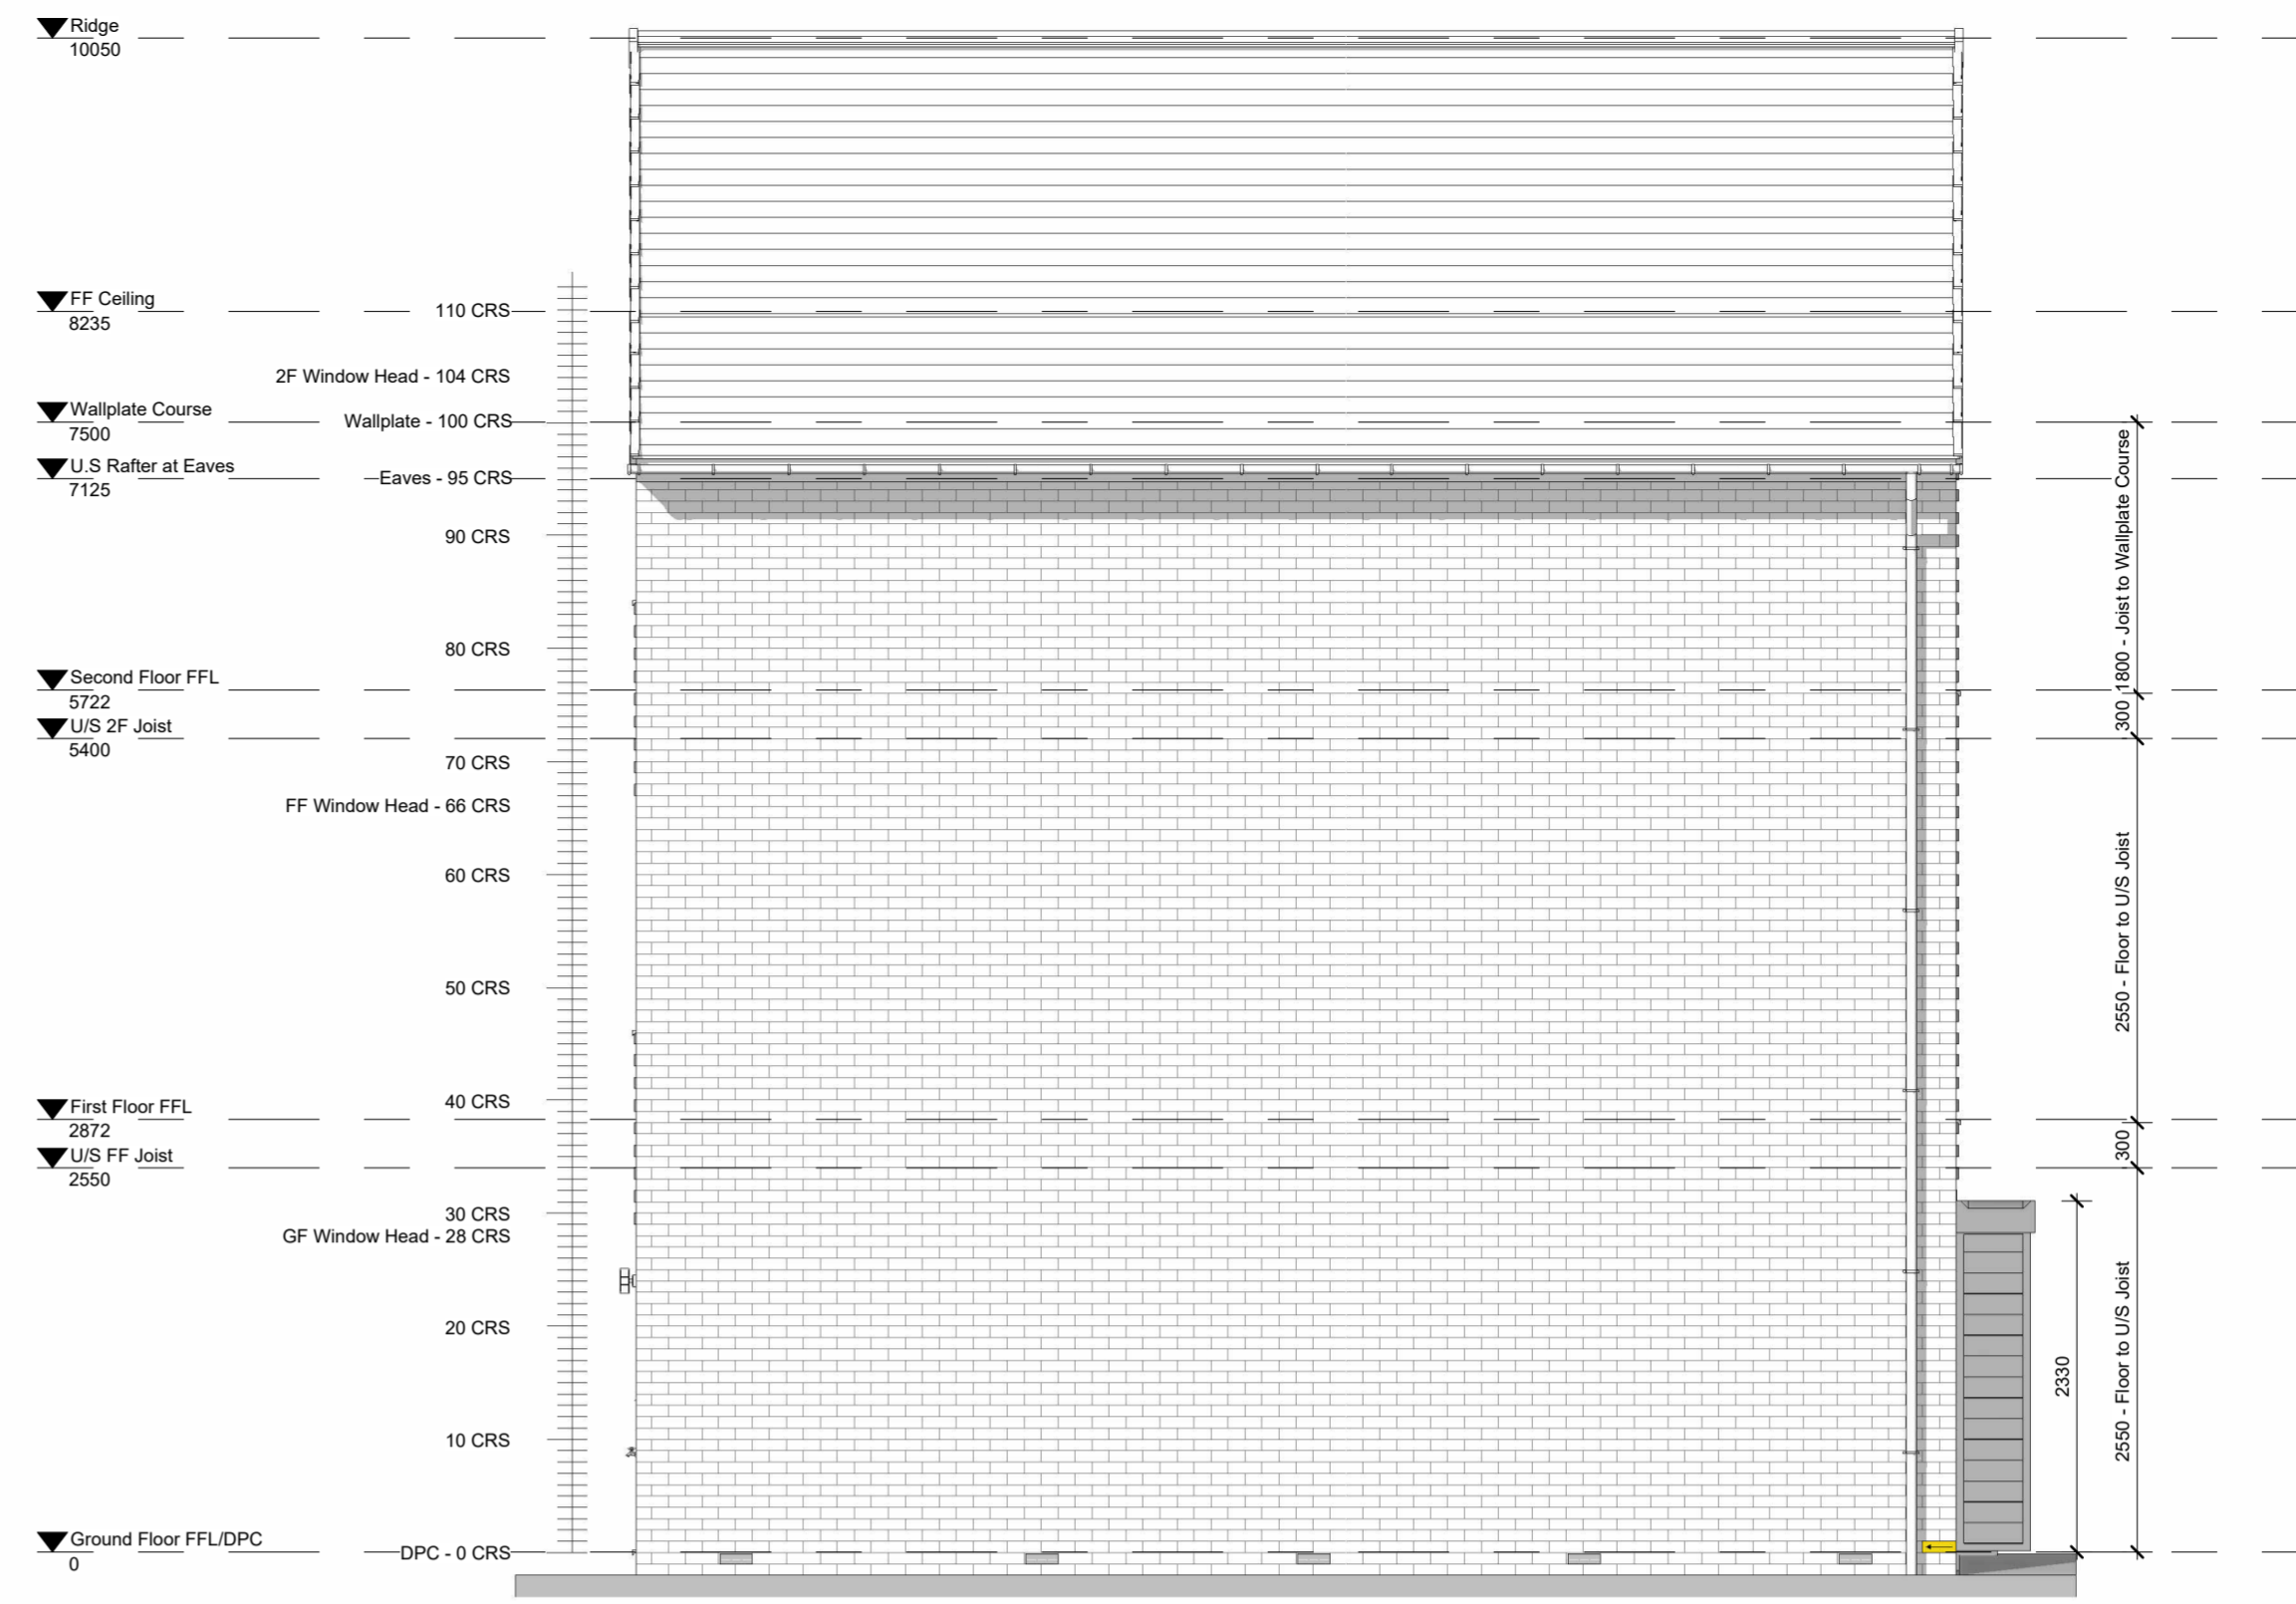 Ridge
10050
FF Ceiling
8235
110 CRS
2F Window Head - 104 CRS
Wallplate Course
7500
Wallplate - 100 CRS
U.S Rafter at Eaves
7125
Eaves - 95 CRS
90 CRS
80 CRS
Second Floor FFL
5722
U/S 2F Joist
5400
70 CRS
FF Window Head - 66 CRS
60 CRS
50 CRS
40 CRS
First Floor FFL
2872
U/S FF Joist
2550
30 CRS
GF Window Head - 28 CRS
20 CRS
10 CRS
Ground Floor FFL/DPC
0
DPC - 0 CRS
1800 - Joist to Wallplate Course
300
2550 - Floor to U/S Joist
300
2550 - Floor to U/S Joist
2330